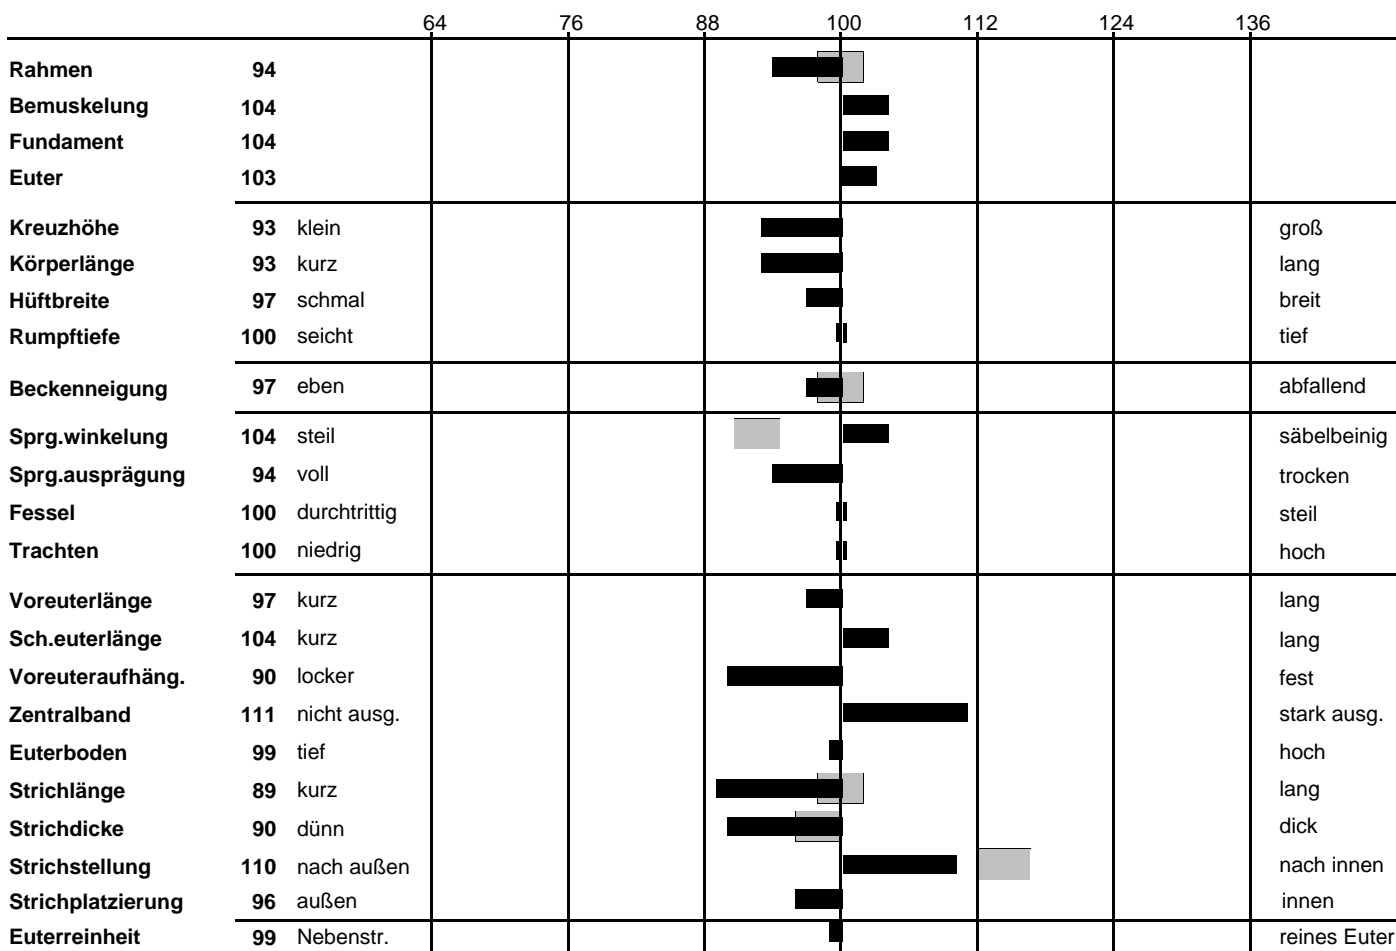 64 76 88 100 112 124 136
Rahmen 94
Bemuskelung 104
Fundament 104
Euter 103
Kreuzhöhe 93 klein groß
Körperlänge 93 kurz lang
Hüftbreite 97 schmal breit
Rumpftiefe 100 seicht tief
Beckenneigung 97 eben abfallend
Sprg.winkelung 104 steil säbelbeinig
Sprg.ausprägung 94 voll trocken
Fessel 100 durchtrittig steil
Trachten 100 niedrig hoch
Voreuterlänge 97 kurz lang
Sch.euterlänge 104 kurz lang
Voreuteraufhäng. 90 locker fest
Zentralband 111 nicht ausg. stark ausg.
Euterboden 99 tief hoch
Strichlänge 89 kurz lang
Strichdicke 90 dünn dick
Strichstellung 110 nach außen nach innen
Strichplatzierung 96 außen innen
Euterreinheit 99 Nebenstr. reines Euter